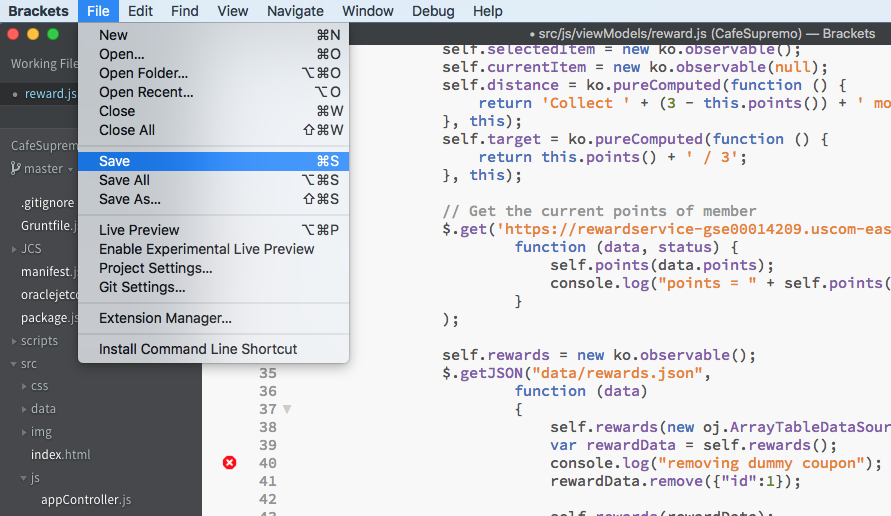 Brackets File Edit Find View Navigate Window Debug Help
• src/js/viewModels/reward.js (CafeSupremo) — Brackets
Working File
• reward.js
CafeSuprem
master
.gitignore
Gruntfile.j
JCS
manifest.j
oraclejetco
package.js
scripts
src
css
data
img
index.html
js
appController.js
New ⌘N
Open... ⌘O
Open Folder... ⌥⌘O
Open Recent... ⌥O
Close ⌘W
Close All ⇧⌘W
Save ⌘S
Save All ⌥⌘S
Save As... ⇧⌘S
Live Preview ⌥⌘P
Enable Experimental Live Preview
Project Settings...
Git Settings...
Extension Manager...
Install Command Line Shortcut
self.selectedItem = new ko.observable();
self.currentItem = new ko.observable(null);
self.distance = ko.pureComputed(function () {
return 'Collect ' + (3 - this.points()) + ' mo
}, this);
self.target = ko.pureComputed(function () {
return this.points() + ' / 3';
}, this);
// Get the current points of member
$.get('https://rewardservice-gse00014209.uscom-eas
function (data, status) {
self.points(data.points);
console.log("points = " + self.points(
}
);
self.rewards = new ko.observable();
35 $.getJSON("data/rewards.json",
36 function (data)
37 {
38 self.rewards(new oj.ArrayTableDataSour
39 var rewardData = self.rewards();
40 console.log("removing dummy coupon");
41 rewardData.remove({"id":1});
42
43 self.rewards(rewardData);